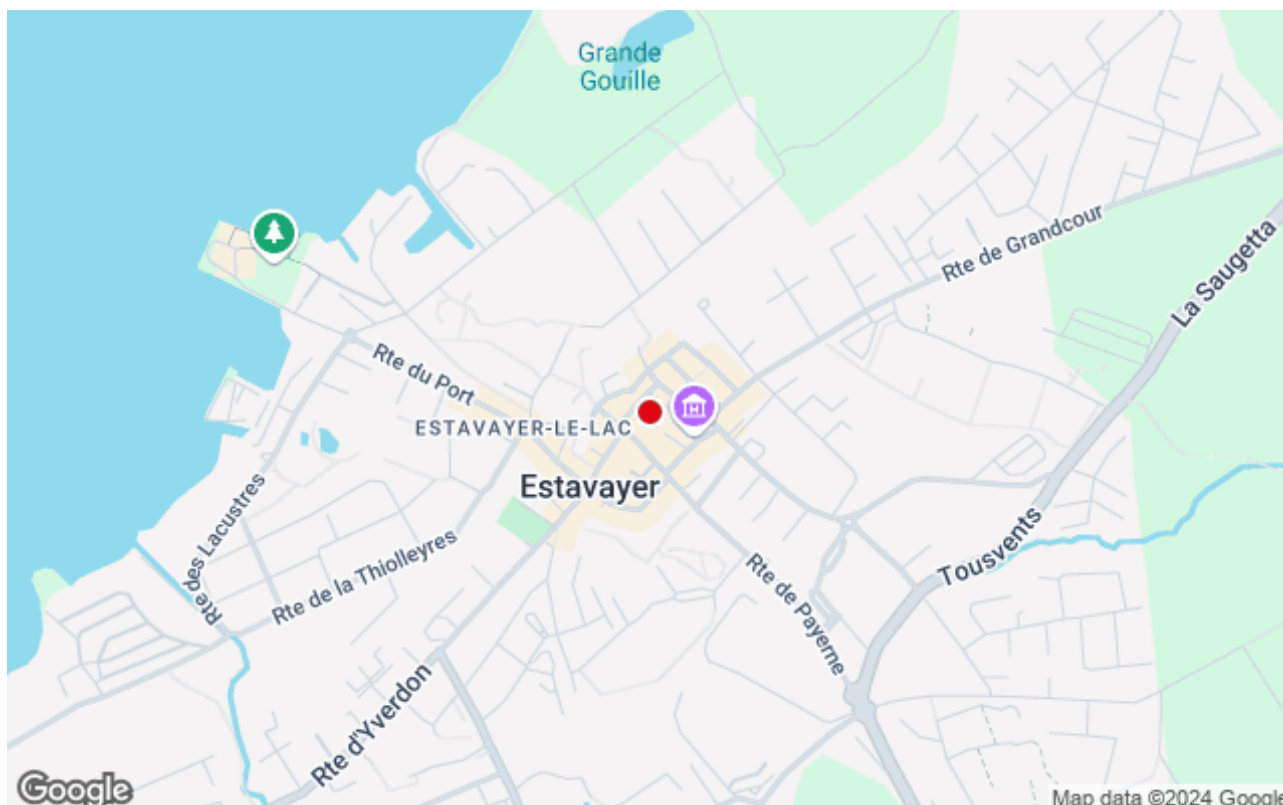 Grande
Gouille
Rte de Grandcour
La Saugetta
Rte du Port
ESTAVAYER-LE-LAC
Estavayer
Rte des Lacustres
Rte de la Thiolleyres
Tousvents
Rte de Payerne
Rte d'Yverdon
Google
Map data ©2024 Google